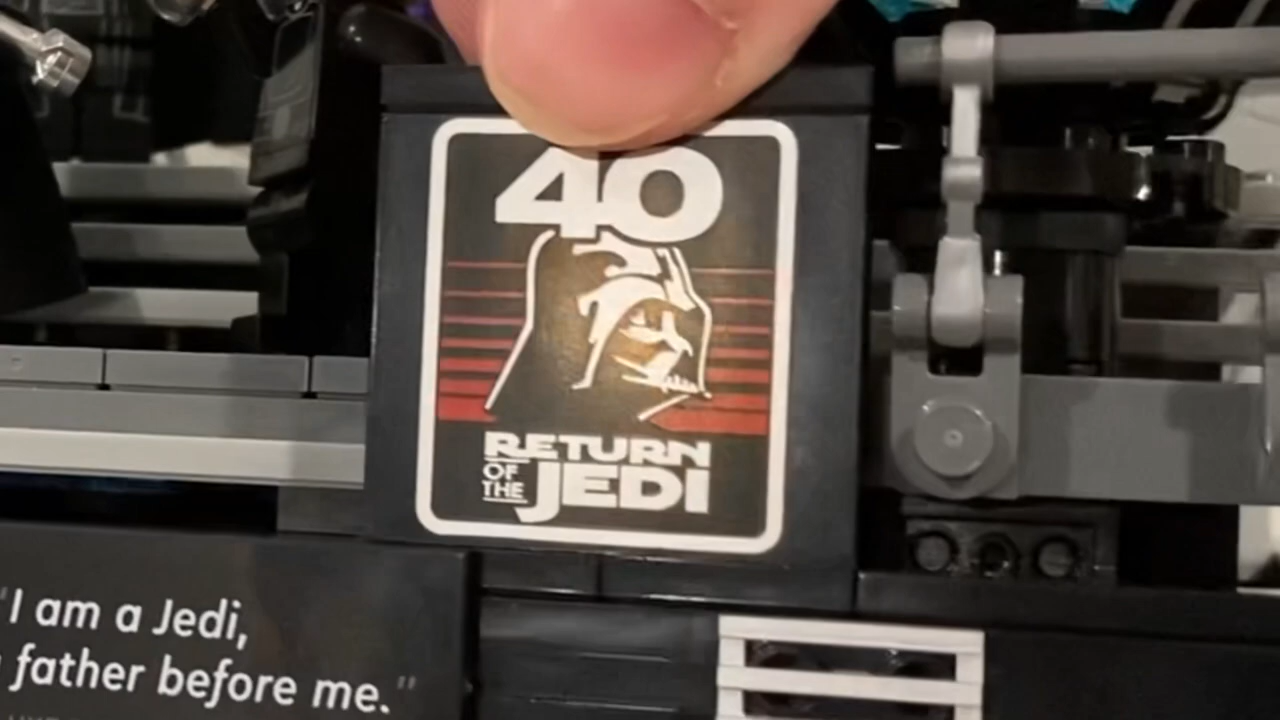 40
RETURN
OF
THE
JEDI
"I am a Jedi,
father before me."